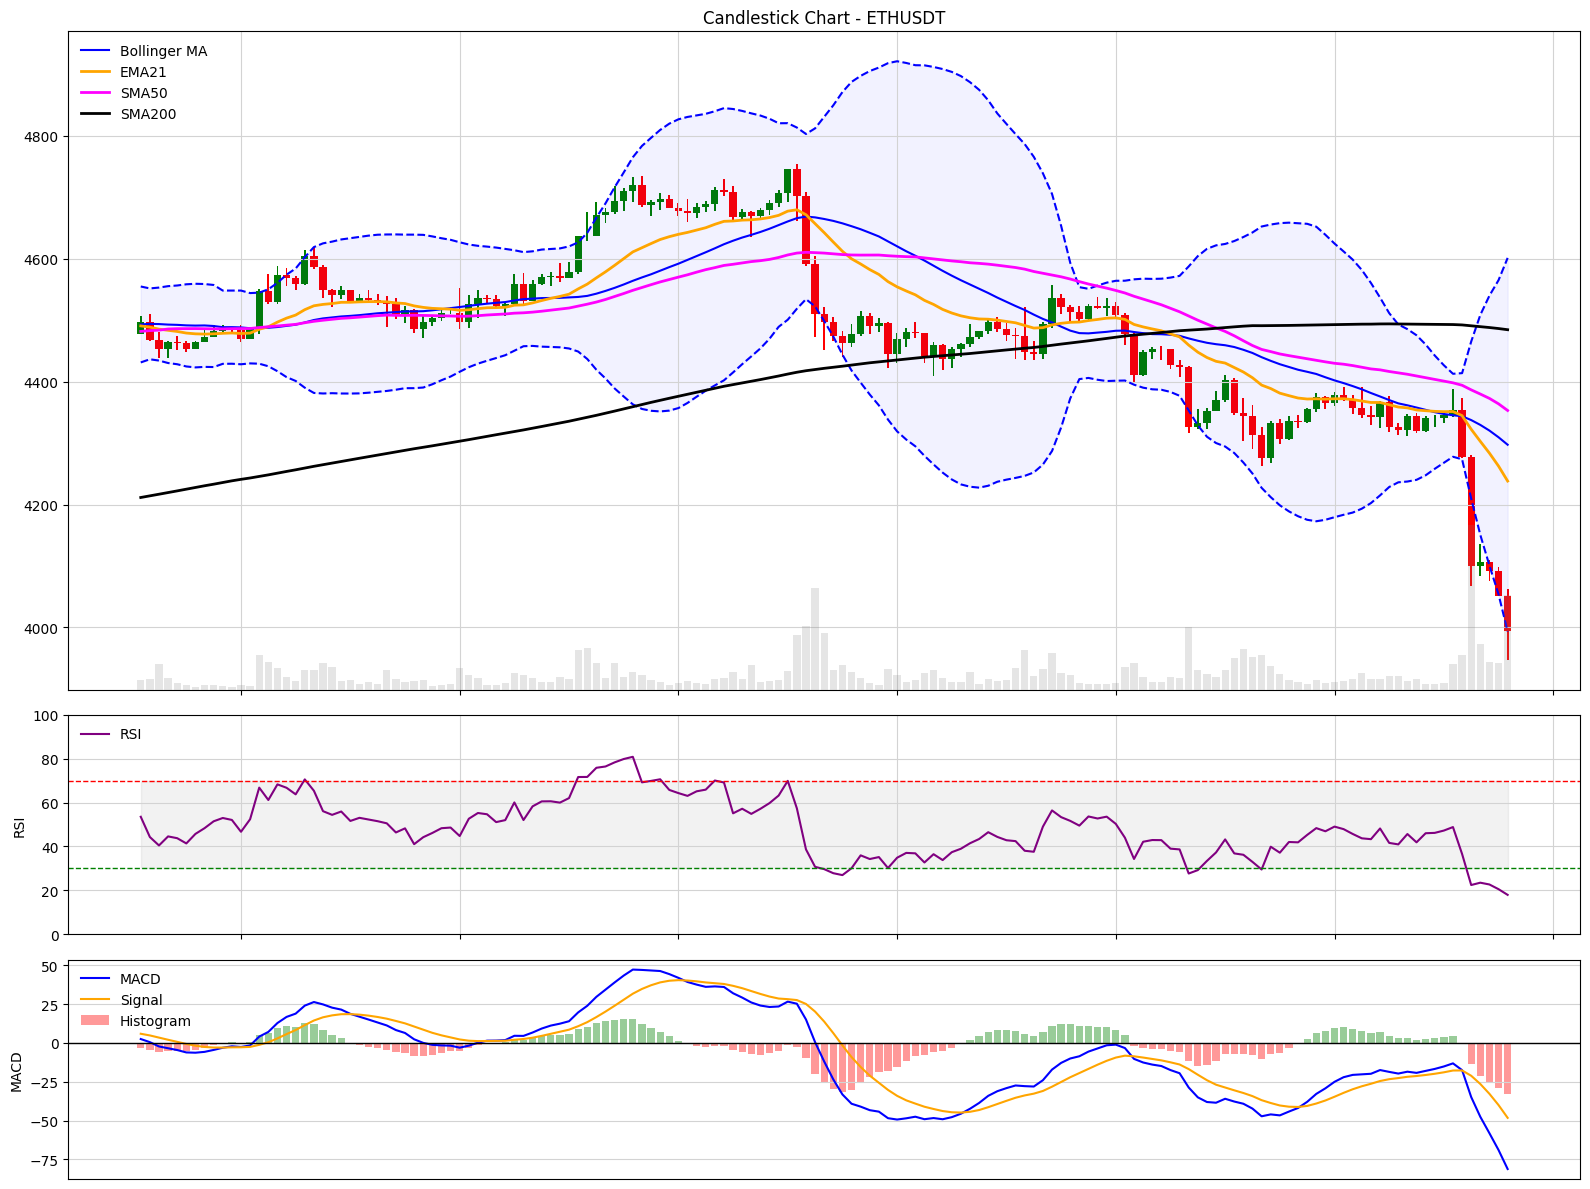 Candlestick Chart - ETHUSDT
Bollinger MA
EMA21
SMA50
SMA200
4800
4600
4400
4200
4000
RSI
100
80
60
40
20
0
RSI
MACD
Signal
Histogram
50
25
0
−25
−50
−75
MACD